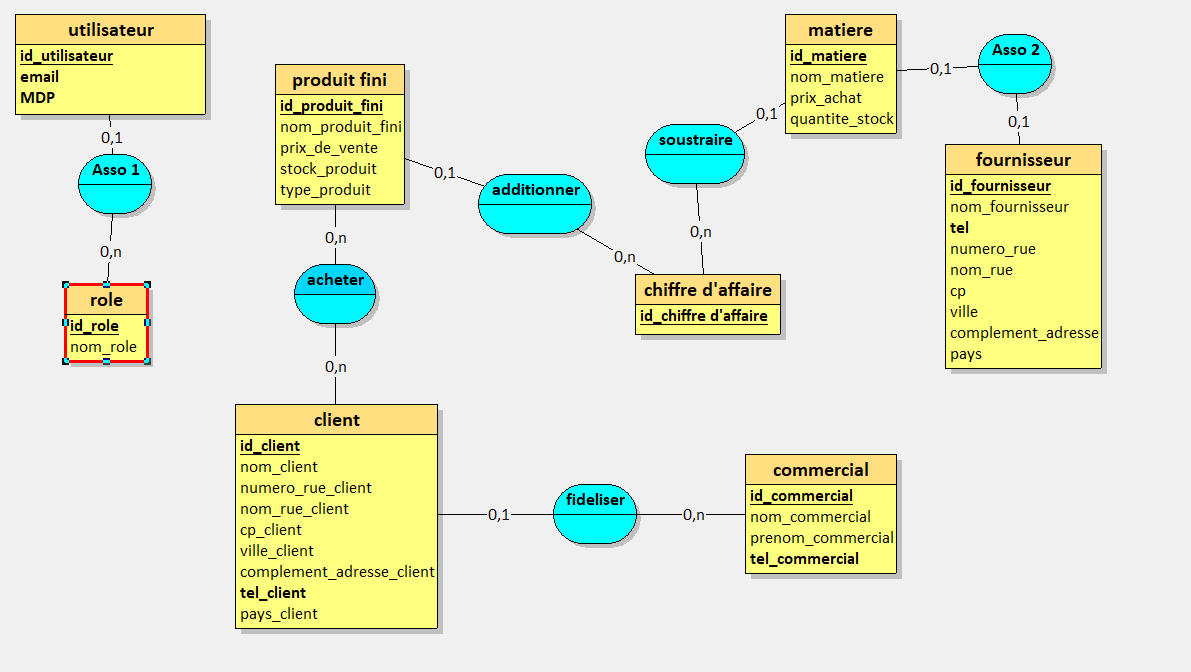 utilisateur
id_utilisateur
email
MDP
0,1
Asso 1
0,n
role
id_role
nom_role
produit fini
id_produit_fini
nom_produit_fini
prix_de_vente
stock_produit
type_produit
0,1
additionner
0,n
0,n
acheter
0,n
matiere
id_matiere
nom_matiere
prix_achat
quantite_stock
0,1
soustraire
0,n
chiffre d'affaire
id_chiffre d'affaire
0,1
Asso 2
0,1
fournisseur
id_fournisseur
nom_fournisseur
tel
numero_rue
nom_rue
cp
ville
complement_adresse
pays
client
id_client
nom_client
numero_rue_client
nom_rue_client
cp_client
ville_client
complement_adresse_client
tel_client
pays_client
0,1
fideliser
0,n
commercial
id_commercial
nom_commercial
prenom_commercial
tel_commercial